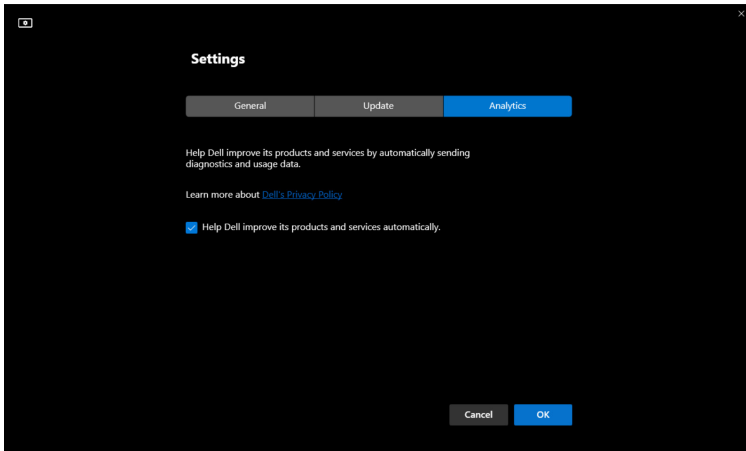 Settings
General
Update
Analytics
Help Dell improve its products and services by automatically sending
diagnostics and usage data.
Learn more about Dell's Privacy Policy
Help Dell improve its products and services automatically.
Cancel
OK